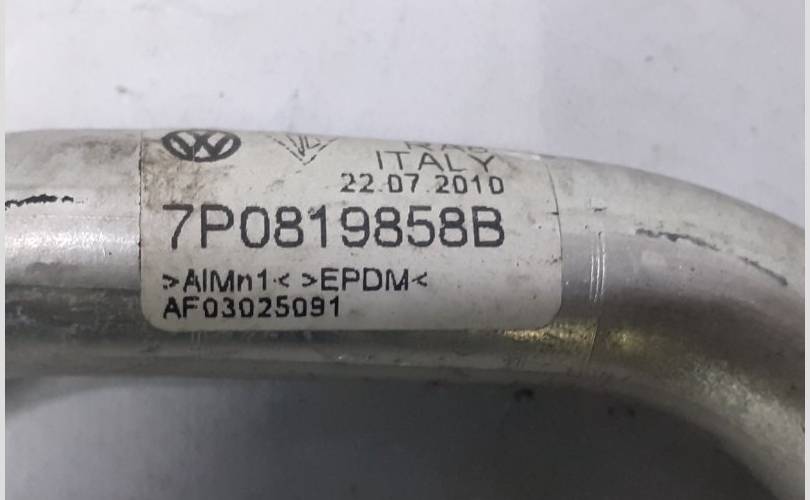 ITALY
22.07.2010
7P0819858B
>AlMn1< >EPDM<
AF03025091